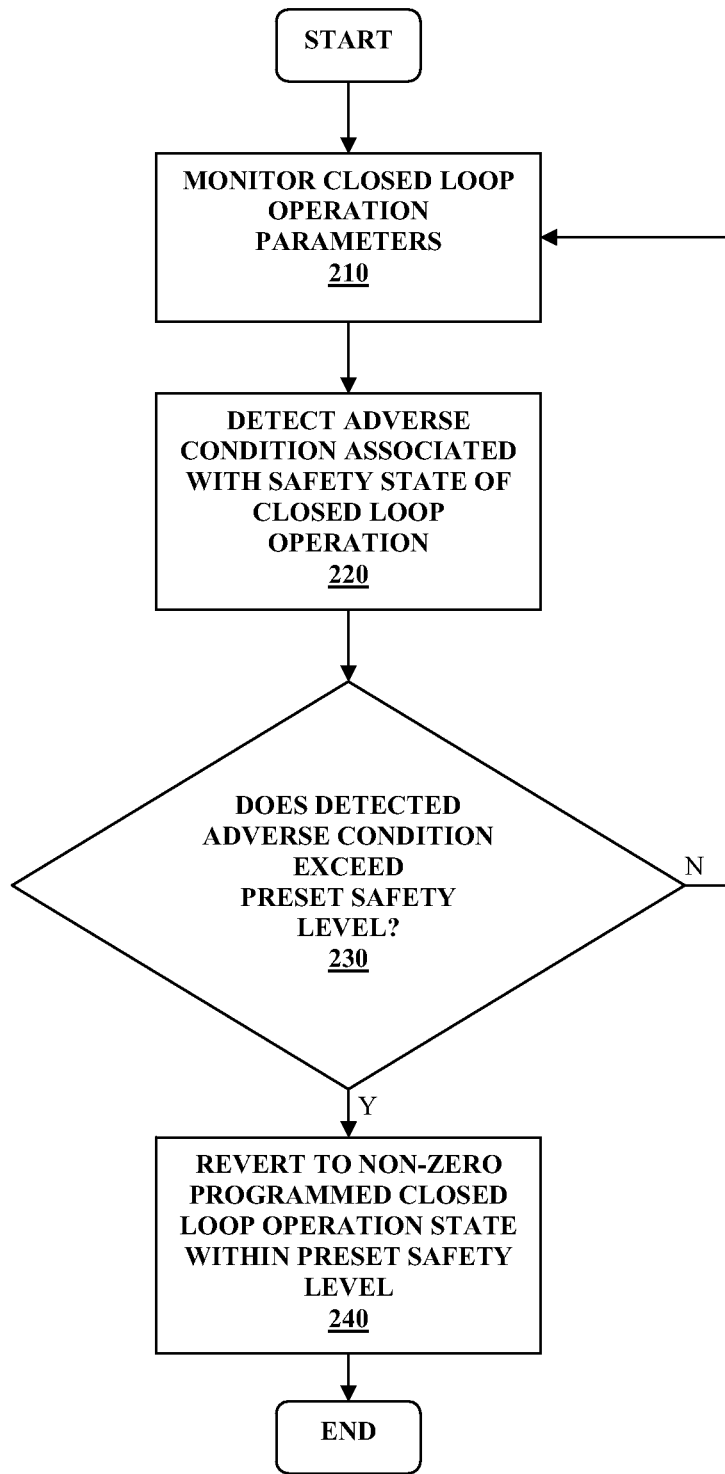 START
MONITOR CLOSED LOOP
OPERATION
PARAMETERS
210
DETECT ADVERSE
CONDITION ASSOCIATED
WITH SAFETY STATE OF
CLOSED LOOP
OPERATION
220
DOES DETECTED
ADVERSE CONDITION
EXCEED
PRESET SAFETY
LEVEL?
230
N
Y
REVERT TO NON-ZERO
PROGRAMMED CLOSED
LOOP OPERATION STATE
WITHIN PRESET SAFETY
LEVEL
240
END